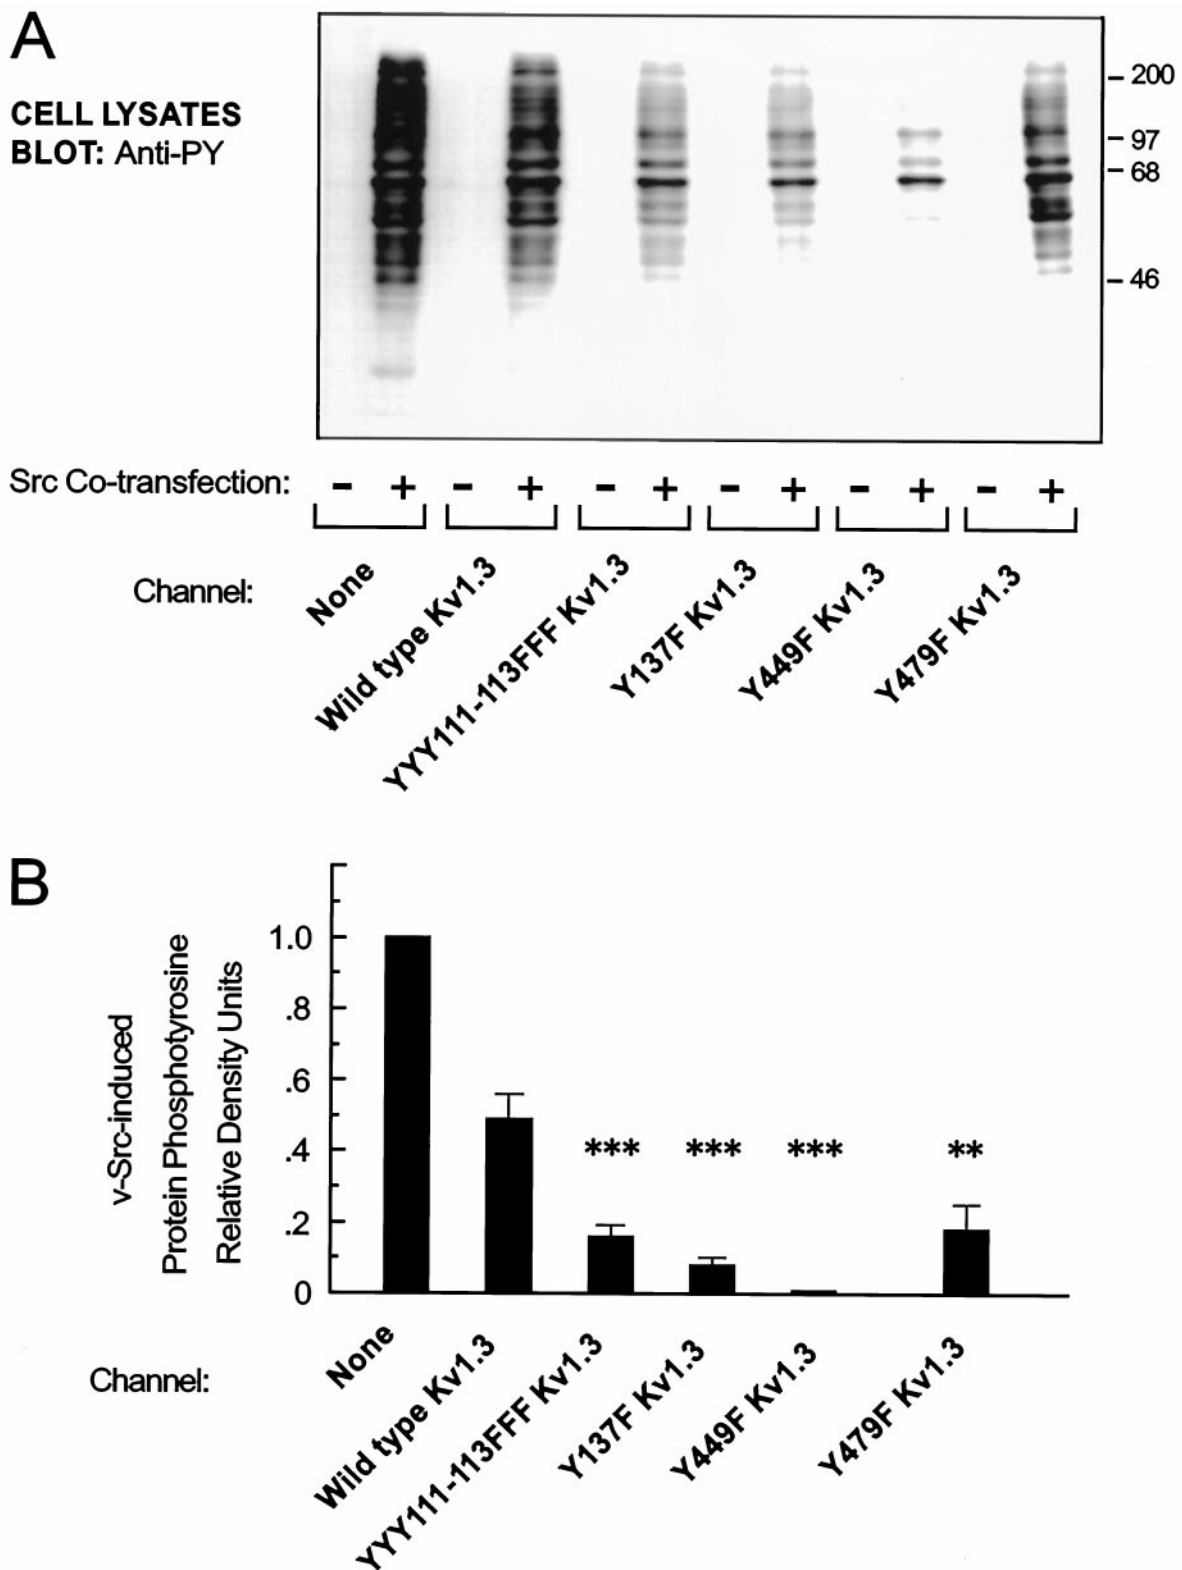 A
CELL LYSATES
BLOT: Anti-PY
200
97
68
46
Src Co-transfection: - + - + - + - + - + - +
Channel:
None
Wild type Kv1.3
YYY111-113FFF Kv1.3
Y137F Kv1.3
Y449F Kv1.3
Y479F Kv1.3
B
v-Src-induced
Protein Phosphotyrosine
Relative Density Units
1.0
.8
.6
.4
.2
0
*** *** *** **
Channel:
None
Wild type Kv1.3
YYY111-113FFF Kv1.3
Y137F Kv1.3
Y449F Kv1.3
Y479F Kv1.3